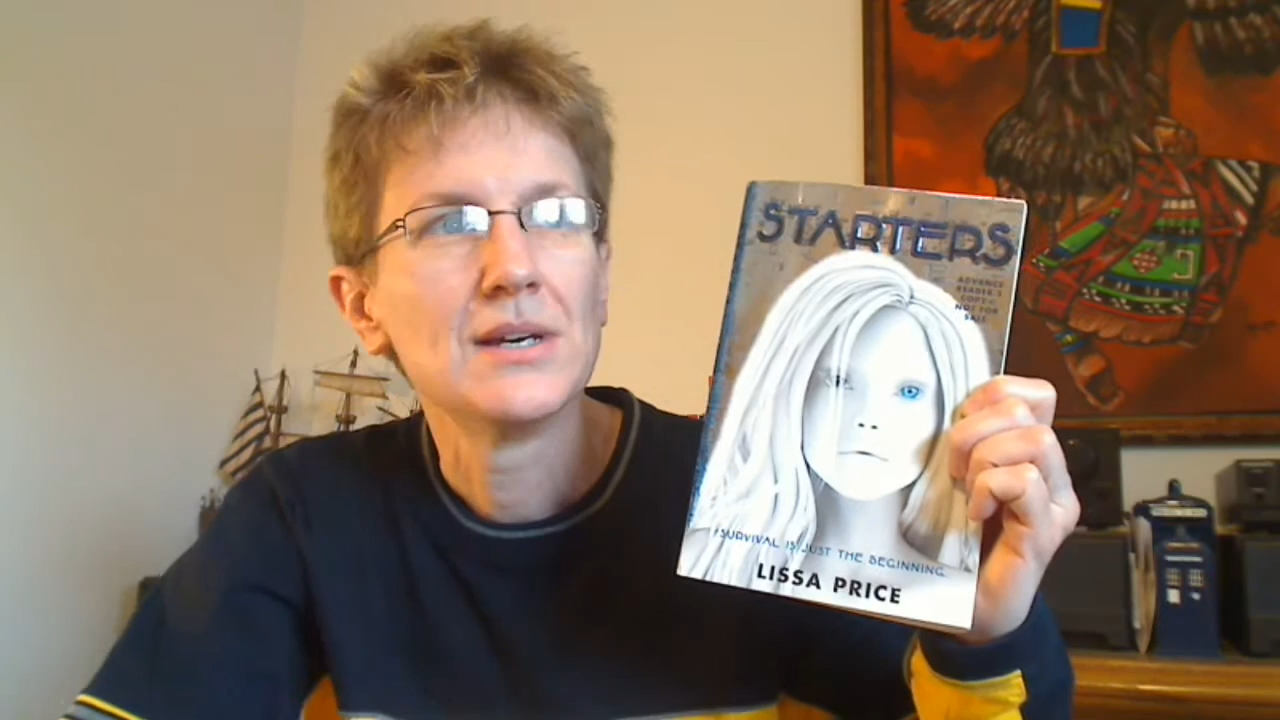 STARTERS
ADVANCE
READER'S
COPY—
NOT FOR
SALE
SURVIVAL IS JUST THE BEGINNING
LISSA PRICE